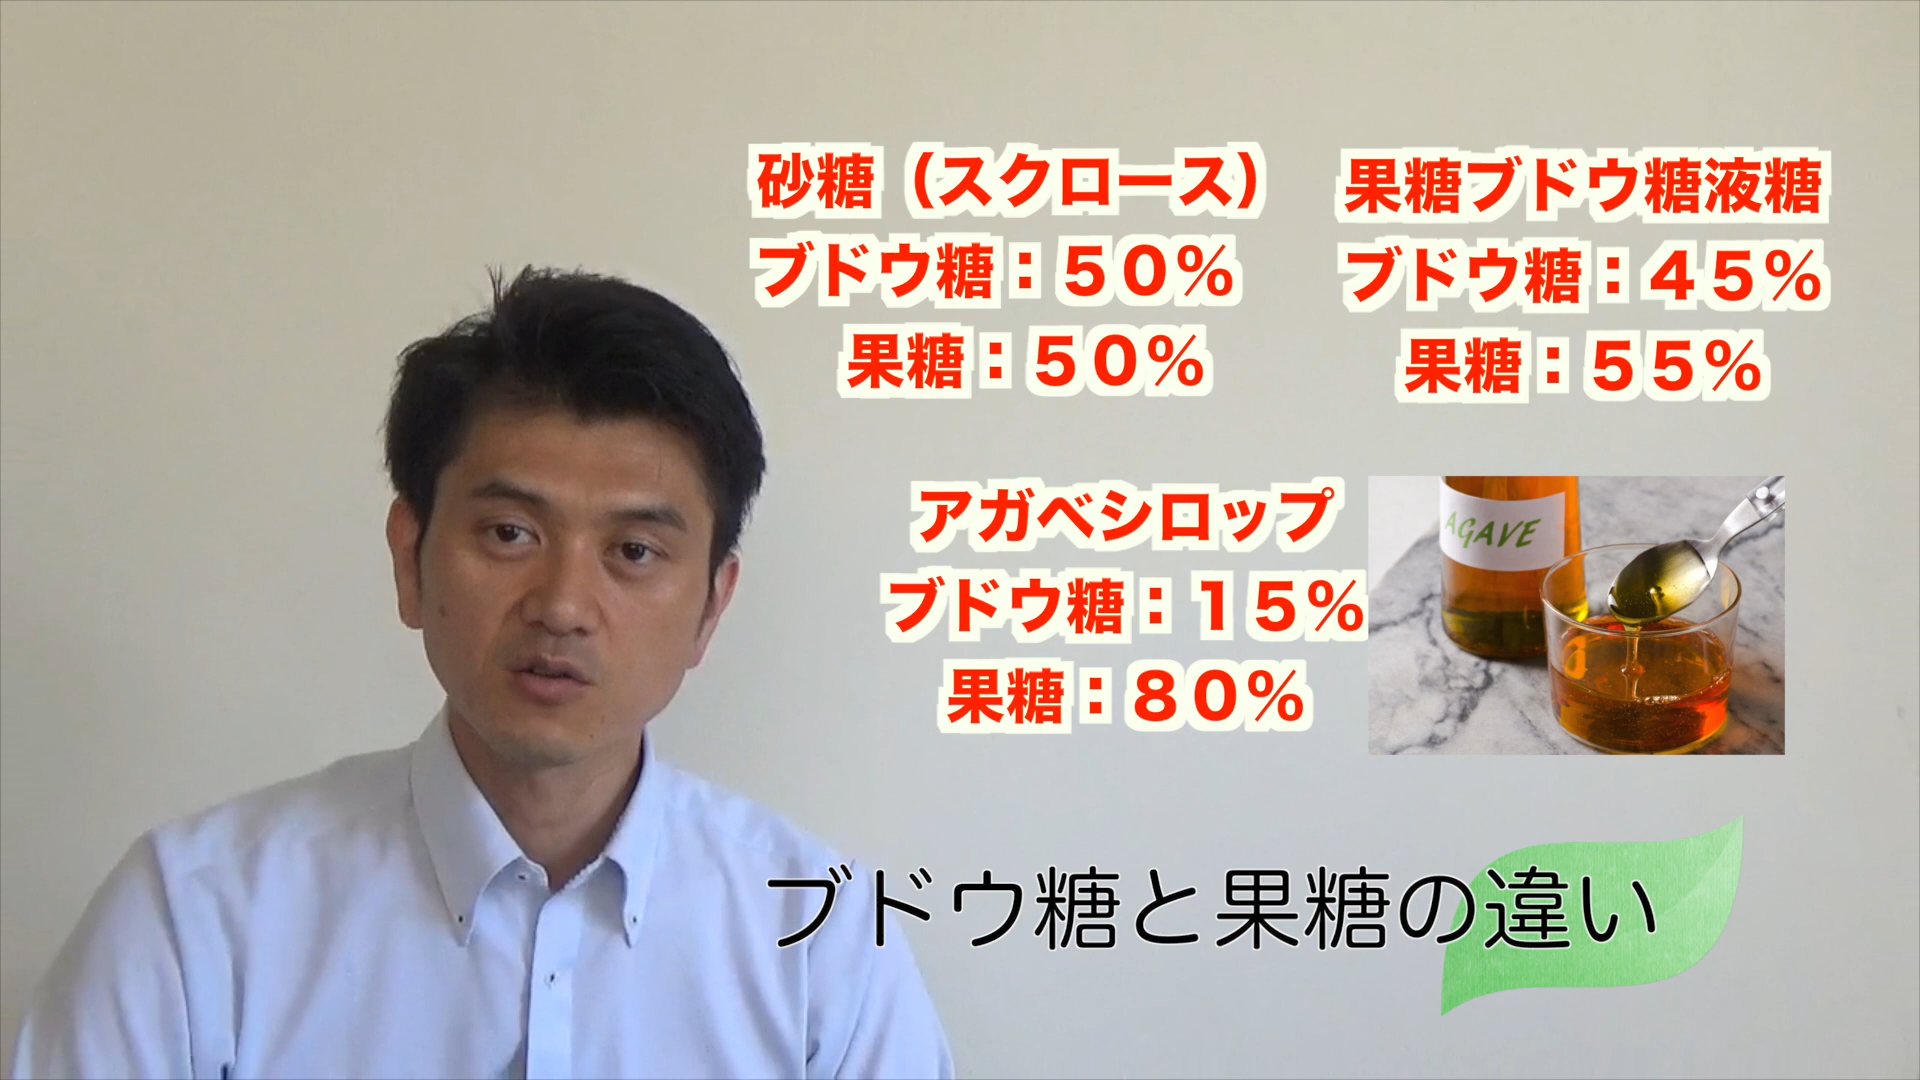 砂糖（スクロース）
ブドウ糖：５０％
果糖：５０％
果糖ブドウ糖液糖
ブドウ糖：４５％
果糖：５５％
アガベシロップ
ブドウ糖：１５％
果糖：８０％
AGAVE
ブドウ糖と果糖の違い